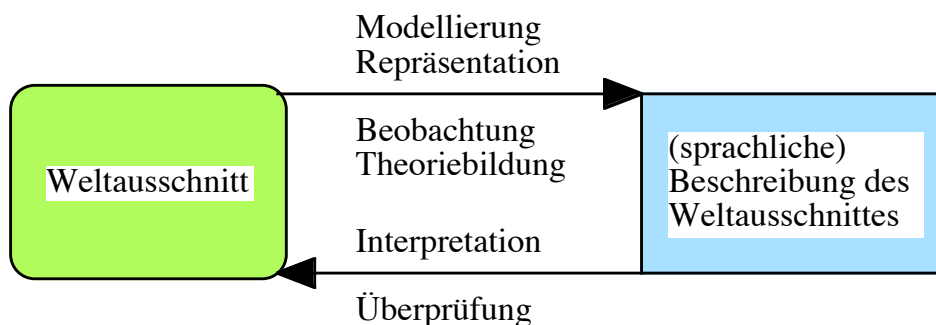 Modellierung
Repräsentation
Weltausschnitt
Beobachtung
Theoriebildung
(sprachliche)
Beschreibung des
Weltausschnittes
Interpretation
Überprüfung